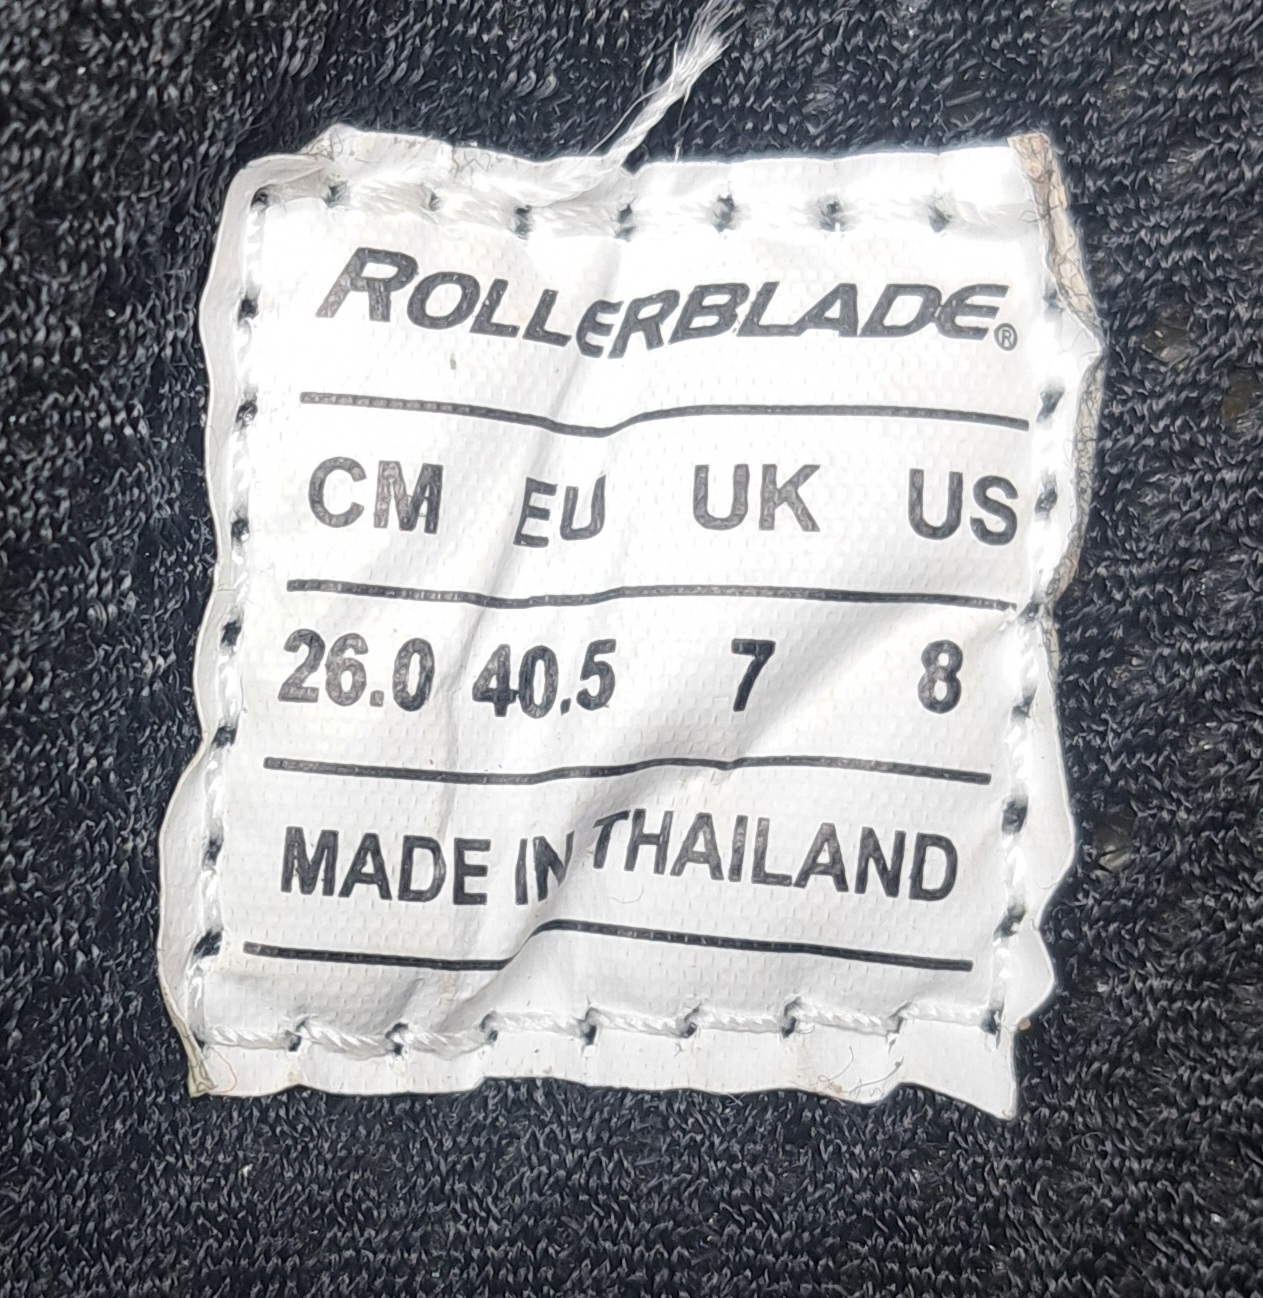 ROLLERBLADE®
CM EU UK US
26.0 40.5 7 8
MADE IN THAILAND